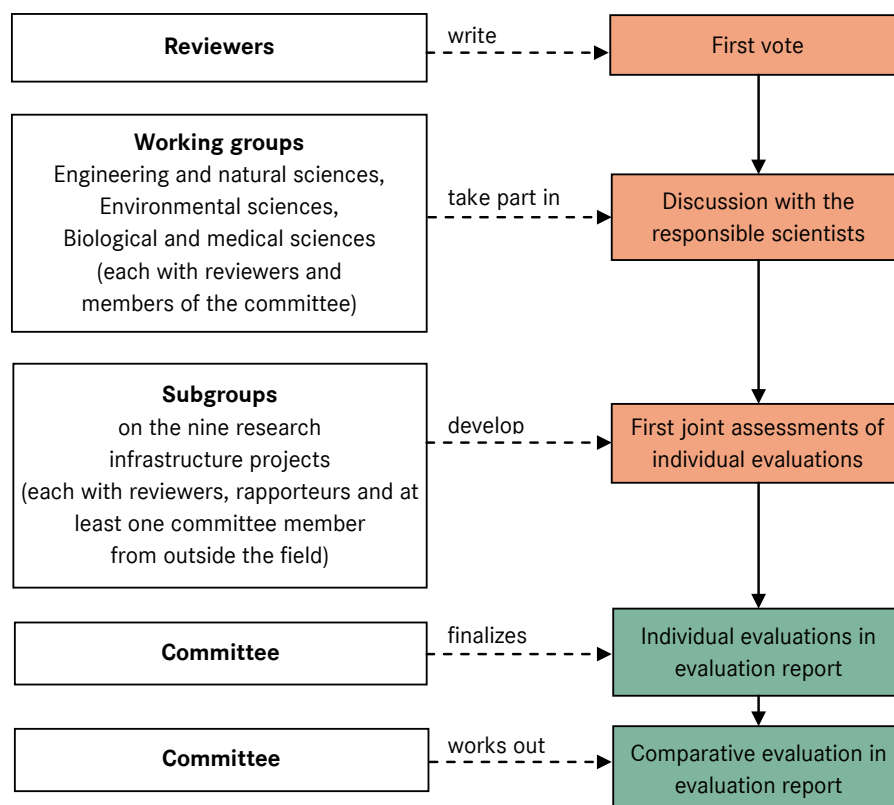 Reviewers
write
First vote
Working groups
Engineering and natural sciences,
Environmental sciences,
Biological and medical sciences
(each with reviewers and
members of the committee)
take part in
Discussion with the
responsible scientists
Subgroups
on the nine research
infrastructure projects
(each with reviewers, rapporteurs and at
least one committee member
from outside the field)
develop
First joint assessments of
individual evaluations
Committee
finalizes
Individual evaluations in
evaluation report
Committee
works out
Comparative evaluation in
evaluation report